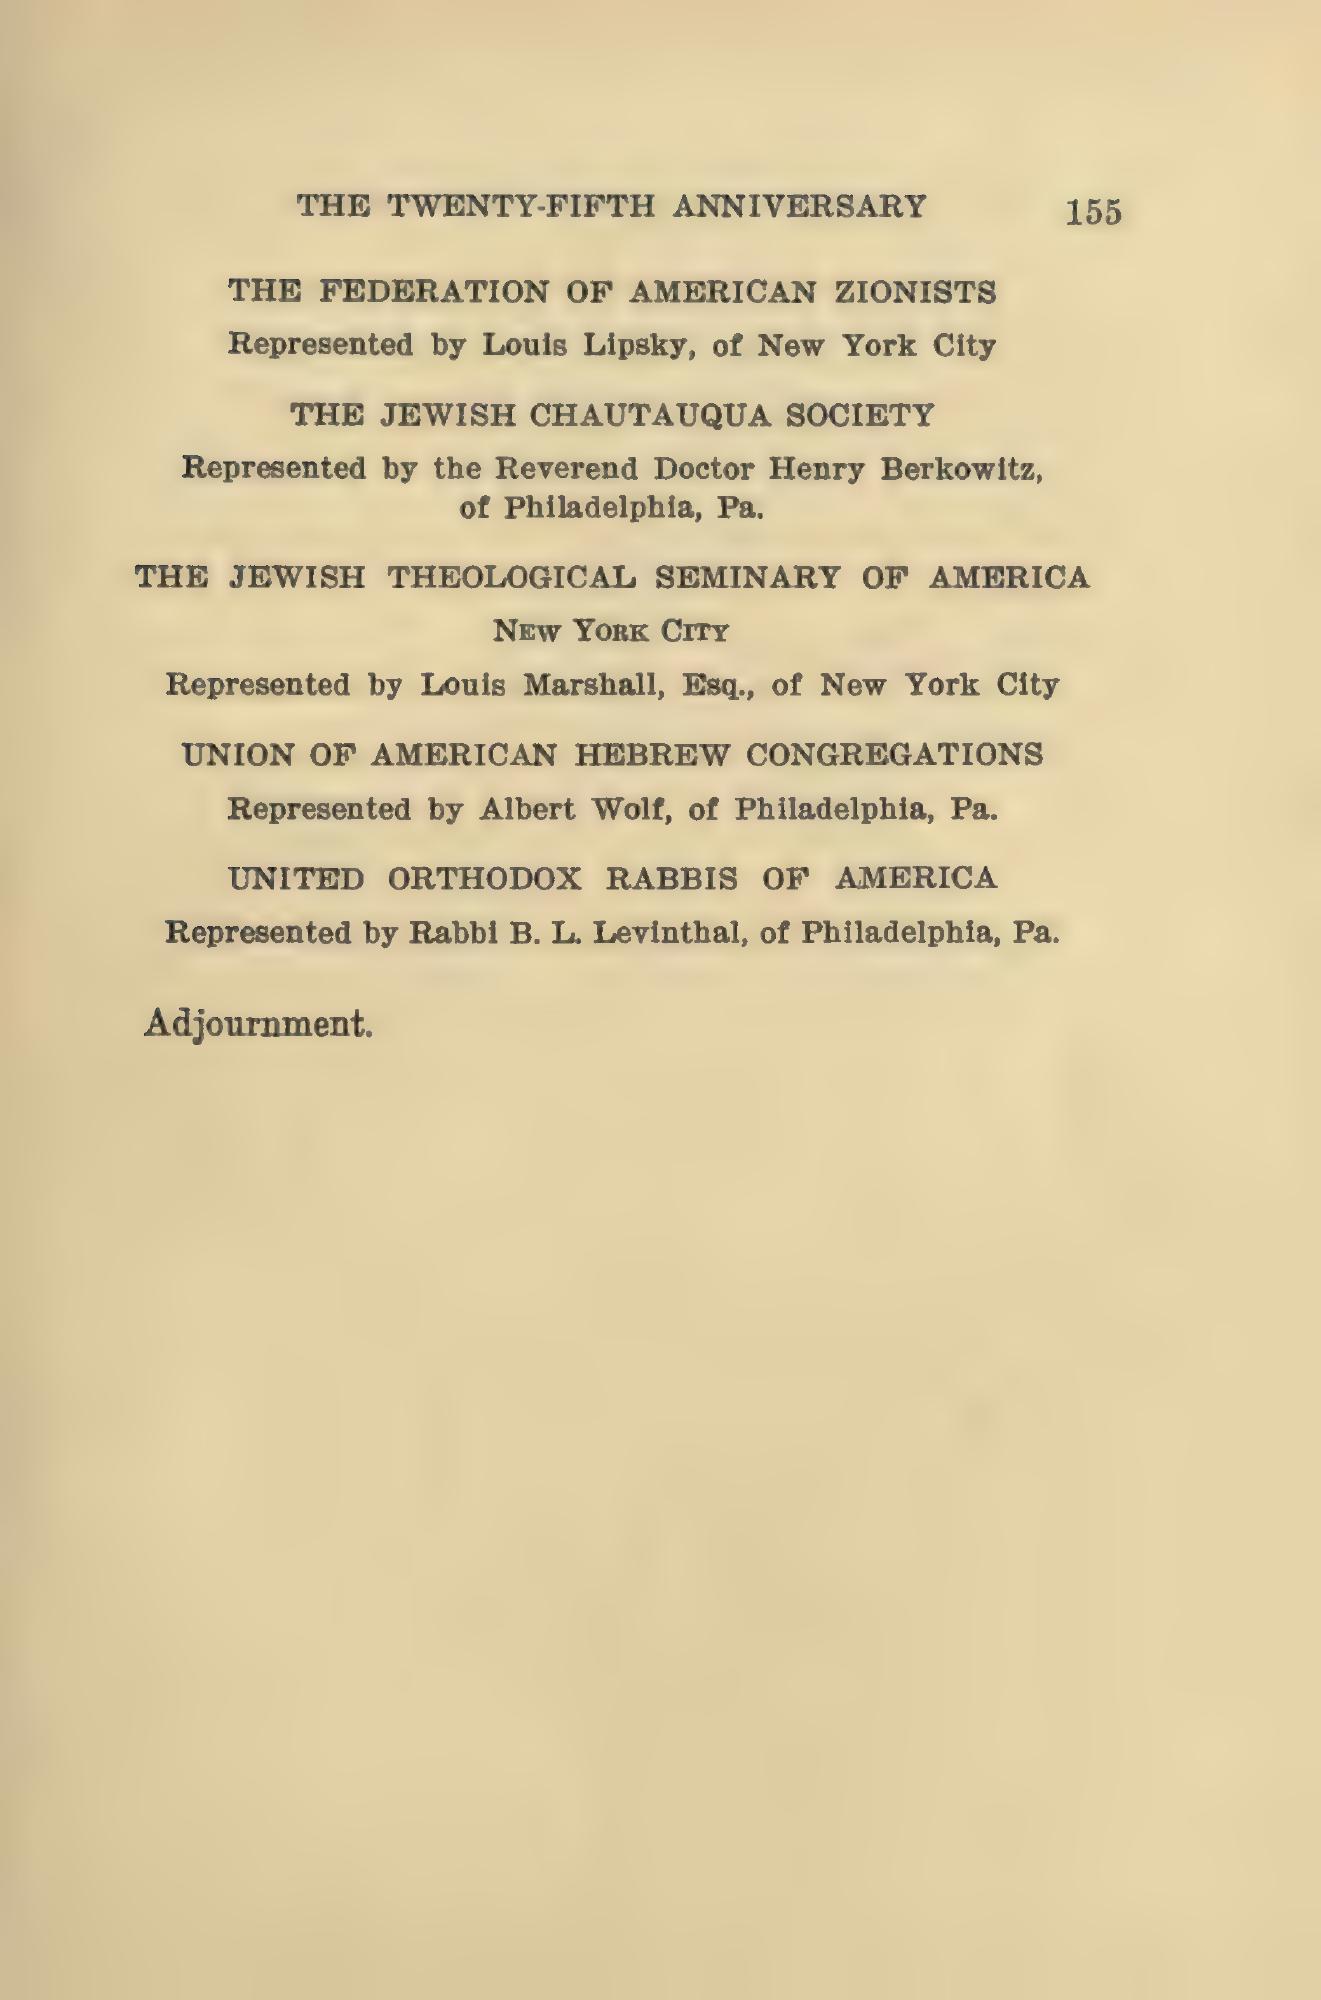 THE TWENTY-FIFTH ANNIVERSARY 155
THE FEDERATION OF AMERICAN ZIONISTS
Represented by Louis Lipsky, of New York City
THE JEWISH CHAUTAUQUA SOCIETY
Represented by the Reverend Doctor Henry Berkowitz,
of Philadelphia, Pa.
THE JEWISH THEOLOGICAL SEMINARY OF AMERICA
New York City
Represented by Louis Marshall, Esq., of New York City
UNION OF AMERICAN HEBREW CONGREGATIONS
Represented by Albert Wolf, of Philadelphia, Pa.
UNITED ORTHODOX RABBIS OF AMERICA
Represented by Rabbi B. L. Levinthal, of Philadelphia, Pa.
Adjournment.